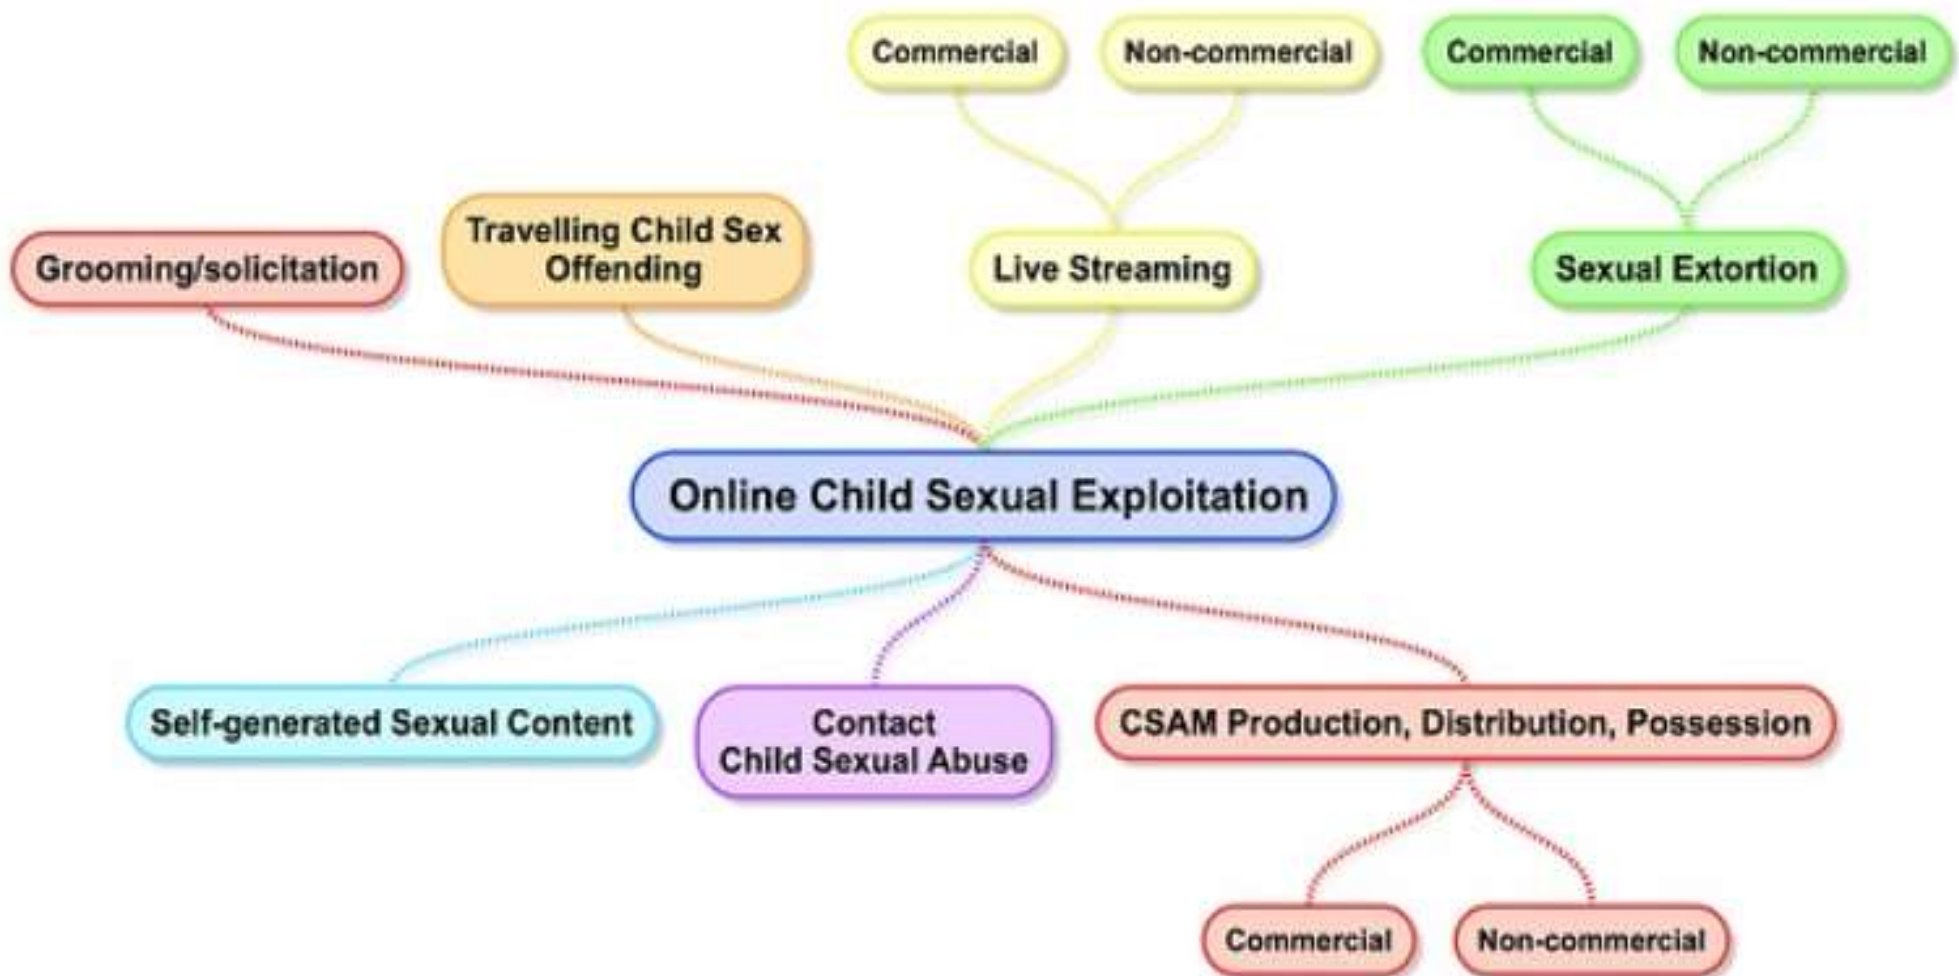 Commercial
Non-commercial
Commercial
Non-commercial
Grooming/solicitation
Travelling Child Sex
Offending
Live Streaming
Sexual Extortion
Online Child Sexual Exploitation
Self-generated Sexual Content
Contact
Child Sexual Abuse
CSAM Production, Distribution, Possession
Commercial
Non-commercial